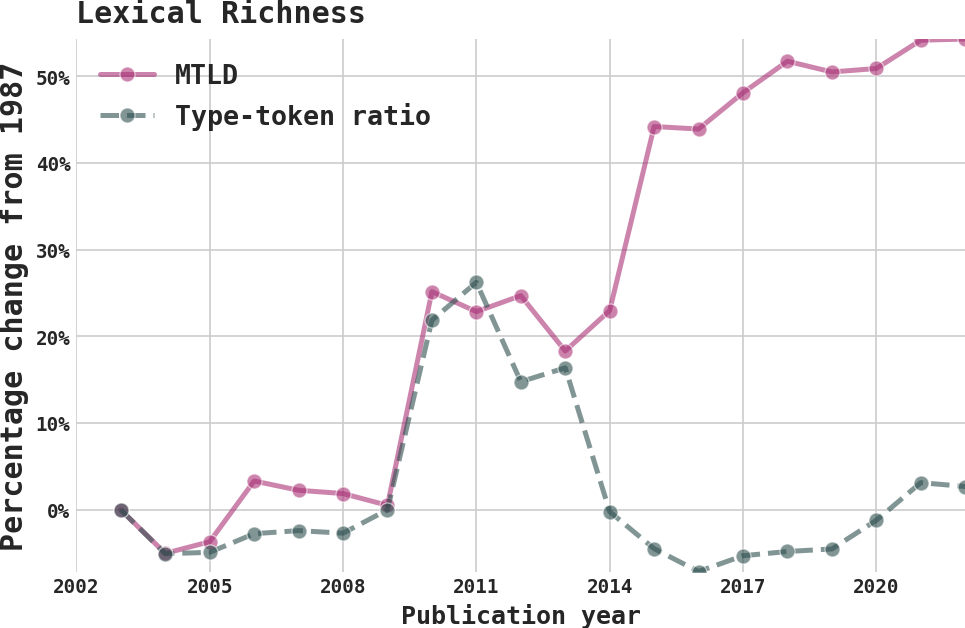 Lexical Richness
MTLD
Type-token ratio
Percentage change from 1987
50%
40%
30%
20%
10%
0%
2002 2005 2008 2011 2014 2017 2020
Publication year